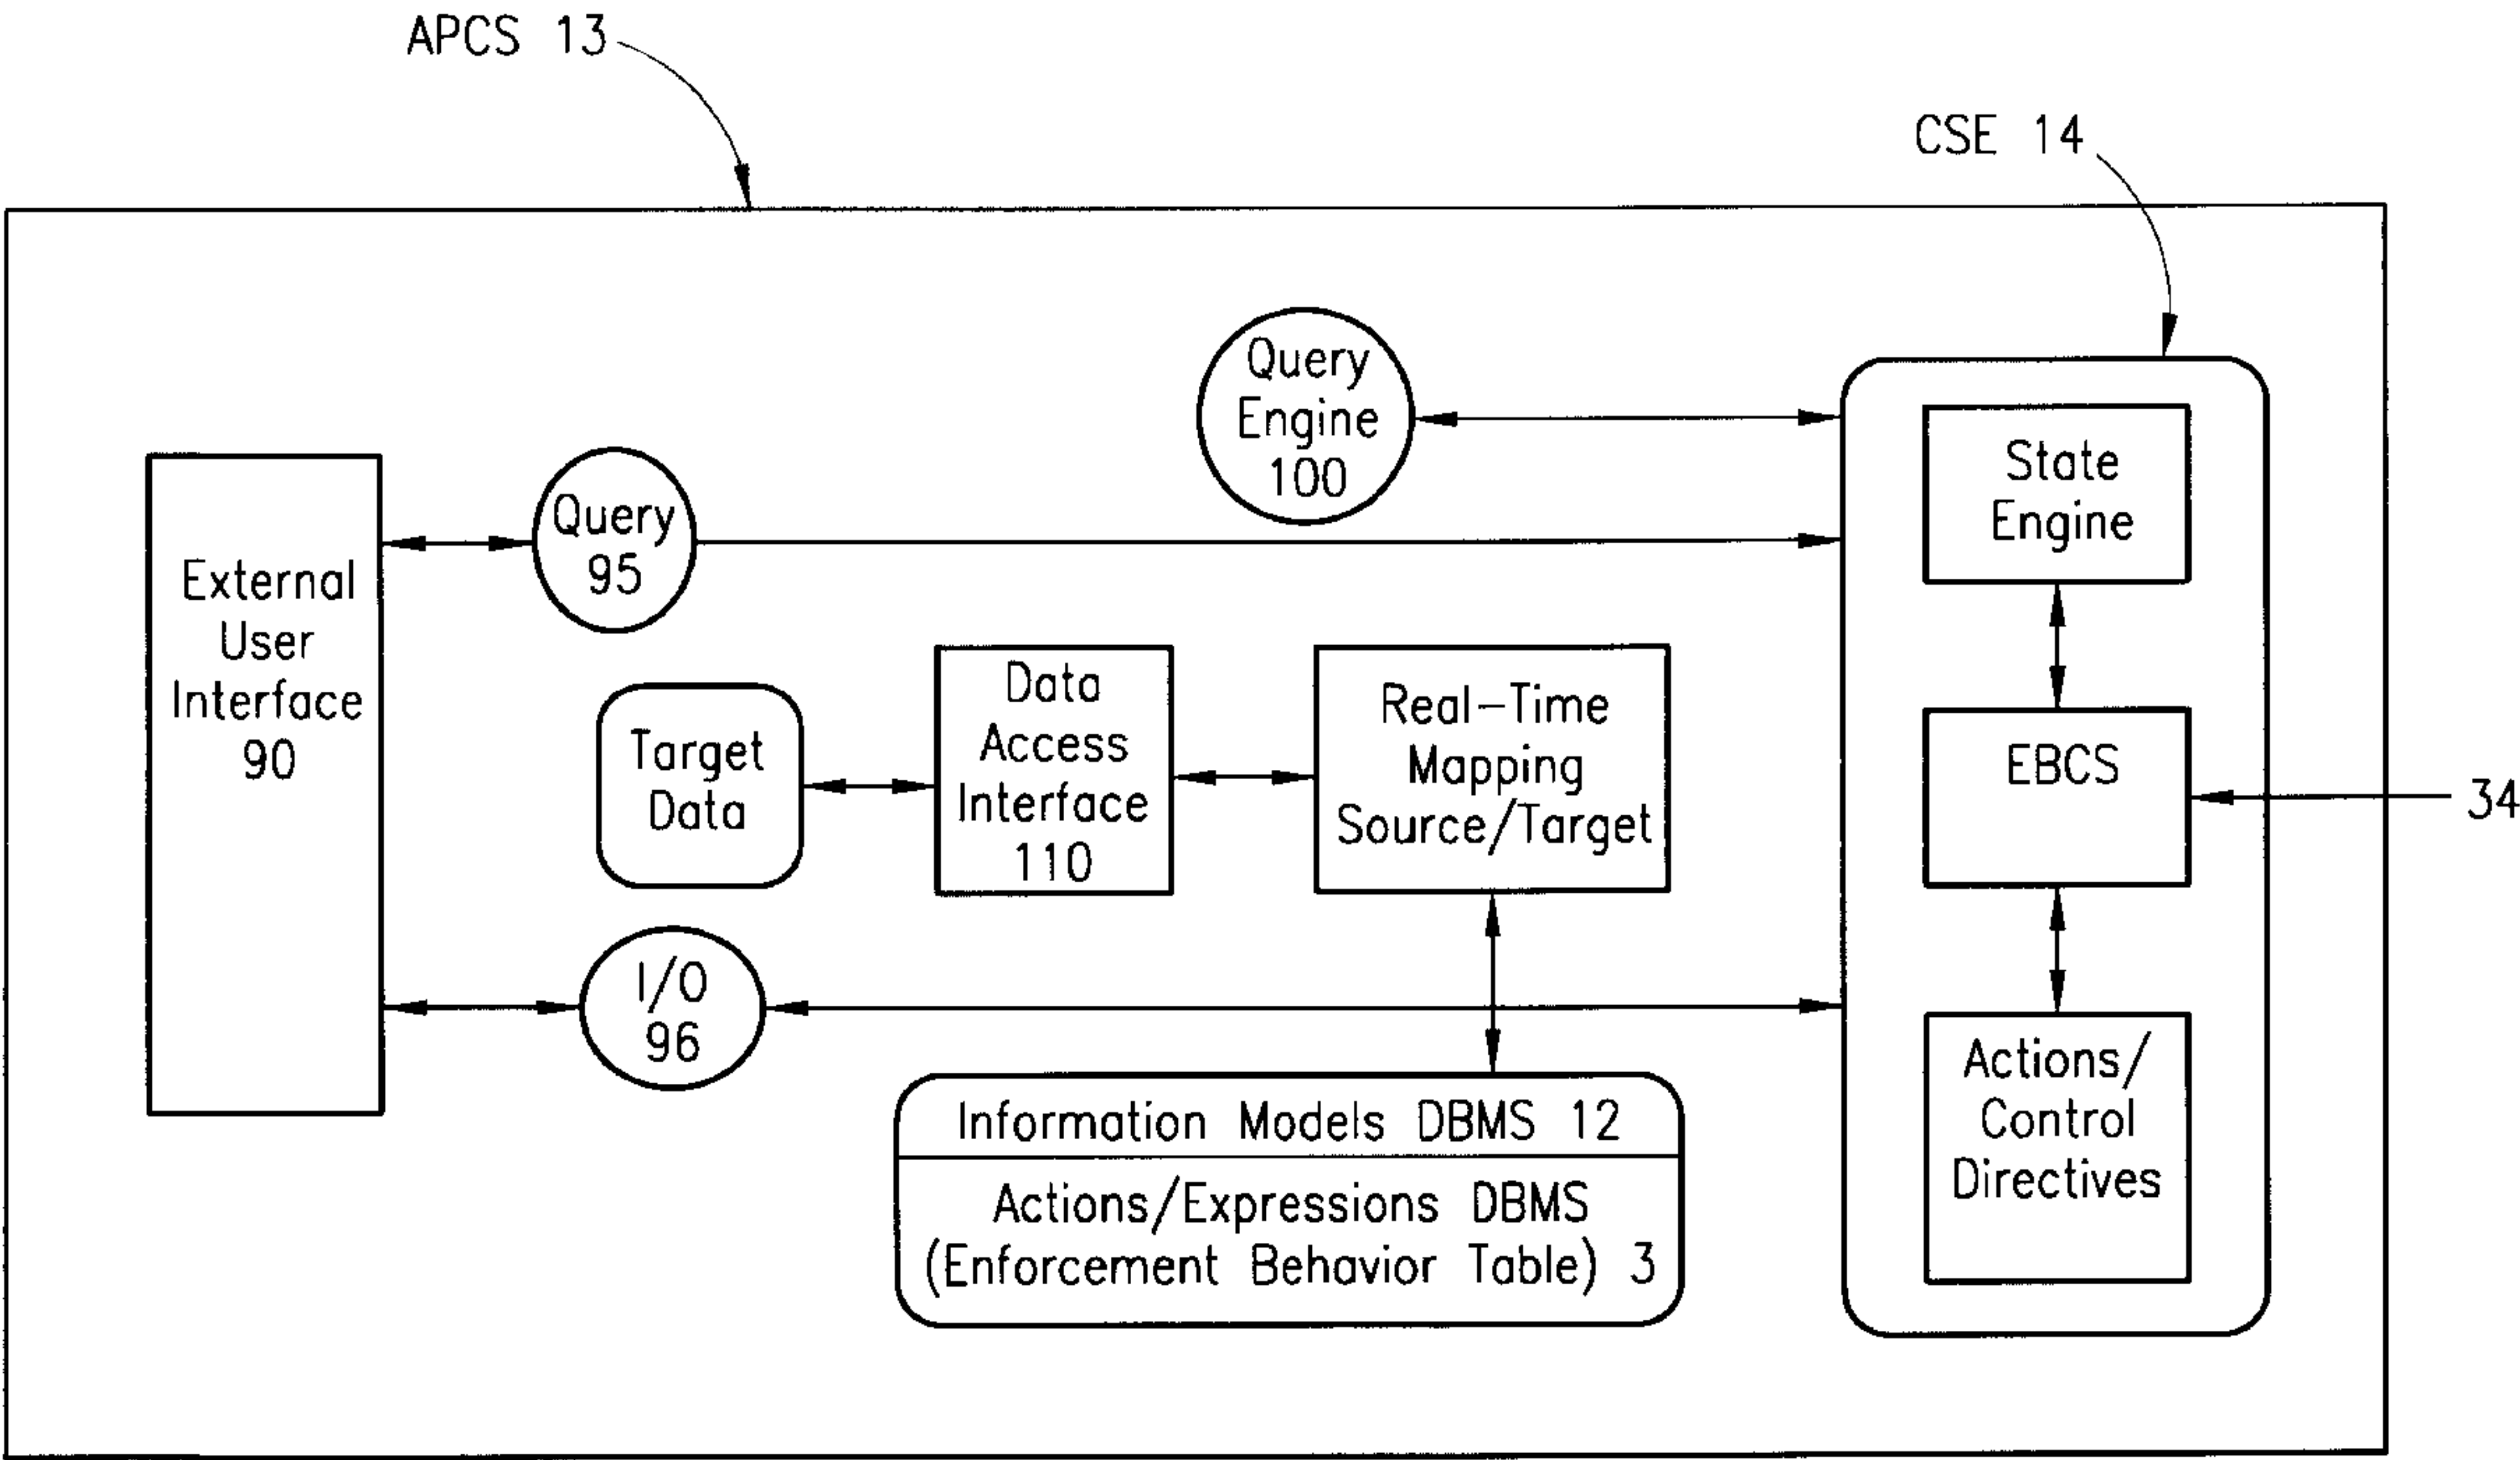 APCS 13
CSE 14
Query
Engine
100
State
Engine
Query
95
External
User
Interface
90
Target
Data
Data
Access
Interface
110
Real-Time
Mapping
Source/Target
EBCS
34
I/O
96
Actions/
Control
Directives
Information Models DBMS 12
Actions/Expressions DBMS
(Enforcement Behavior Table) 3